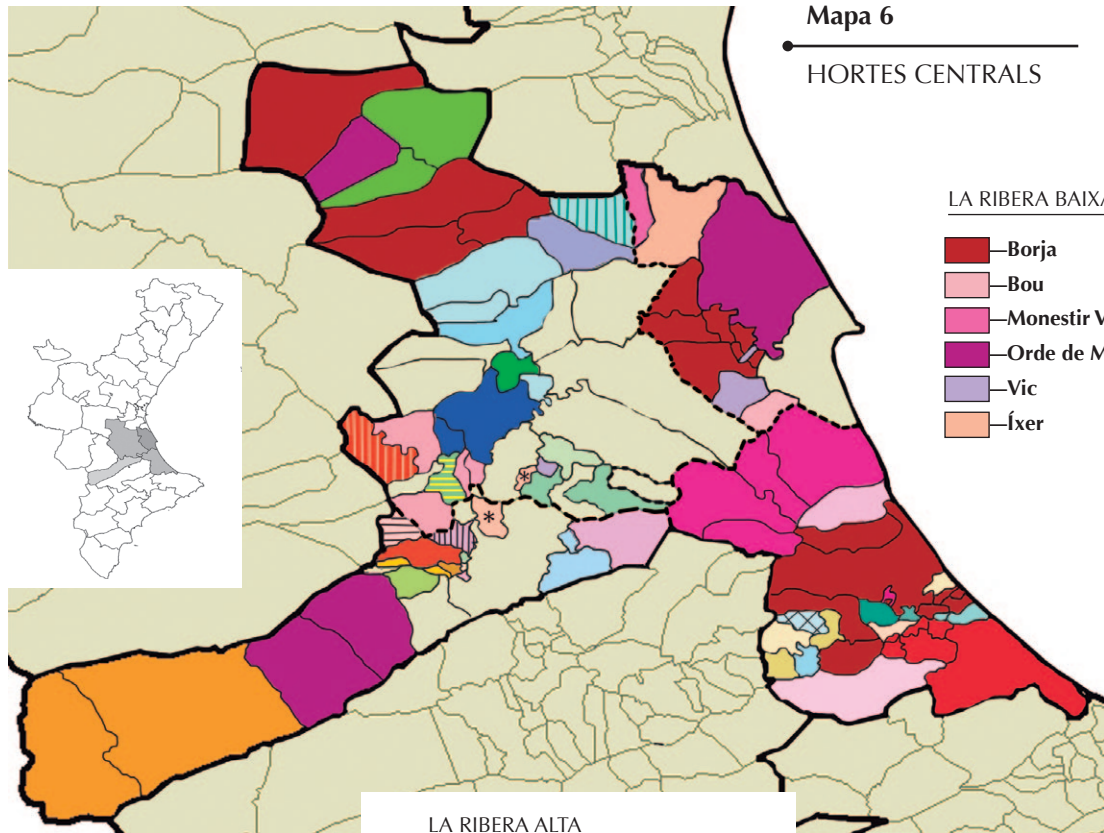 Mapa 6
HORTES CENTRALS
LA RIBERA BAIXA
Borja
Bou
Monestir V
Orde de M
Vic
Íxer
*
*
LA RIBERA ALTA